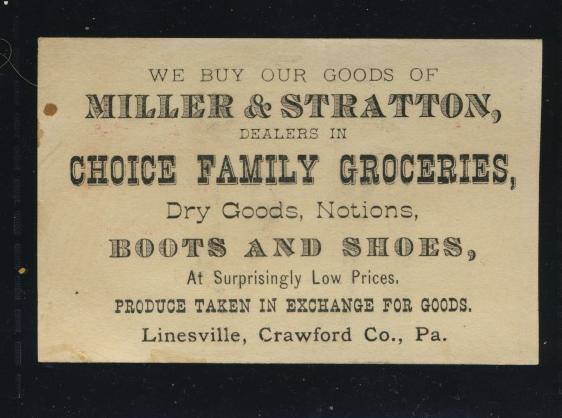 WE BUY OUR GOODS OF
MILLER & STRATTON,
DEALERS IN
CHOICE FAMILY GROCERIES,
Dry Goods, Notions,
BOOTS AND SHOES,
At Surprisingly Low Prices.
PRODUCE TAKEN IN EXCHANGE FOR GOODS.
Linesville, Crawford Co., Pa.